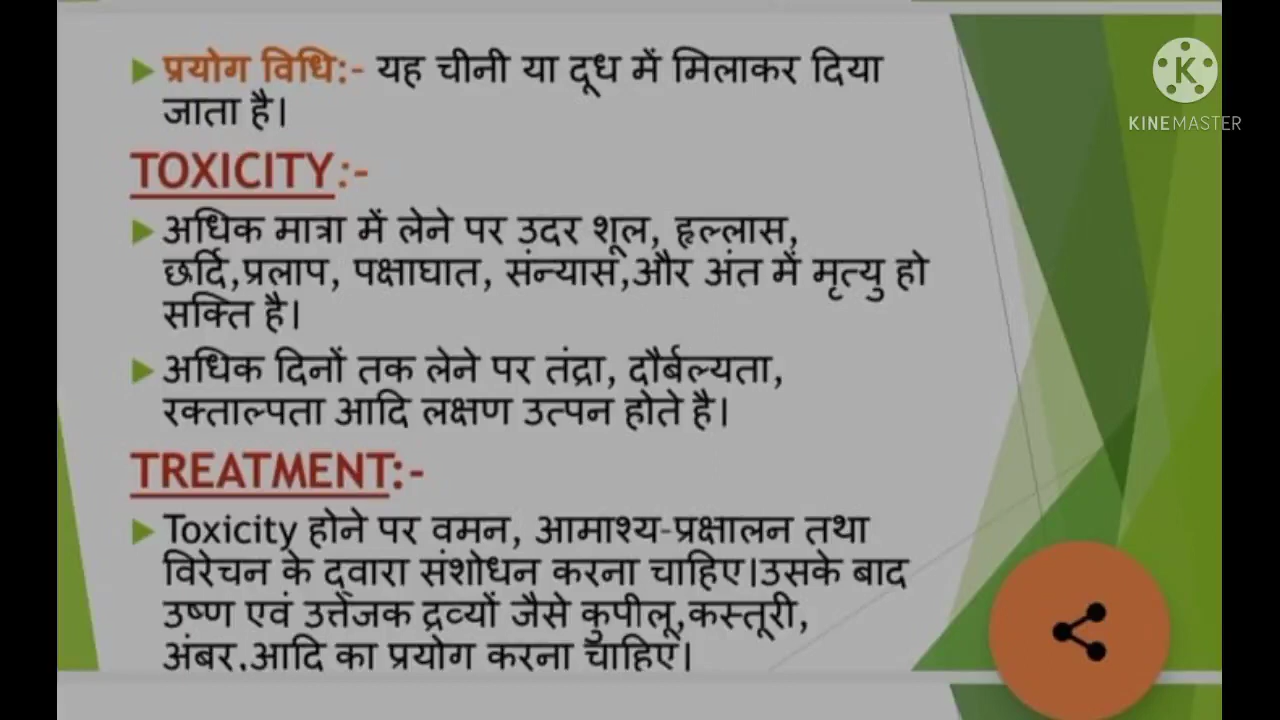 प्रयोग विधि:- यह चीनी या दूध में मिलाकर दिया
जाता है।
TOXICITY:-
अधिक मात्रा में लेने पर उदर शूल, हृल्लास,
छर्दि,प्रलाप, पक्षाघात, संन्यास,और अंत में मृत्यु हो
सक्ति है।
अधिक दिनों तक लेने पर तंद्रा, दौर्बल्यता,
रक्ताल्पता आदि लक्षण उत्पन होते है।
TREATMENT:-
Toxicity होने पर वमन, आमाश्य-प्रक्षालन तथा
विरेचन के द्वारा संशोधन करना चाहिए।उसके बाद
उष्ण एवं उत्तेजक द्रव्यों जैसे कुपीलू,कस्तूरी,
अंबर,आदि का प्रयोग करना चाहिए।
K
KINEMASTER